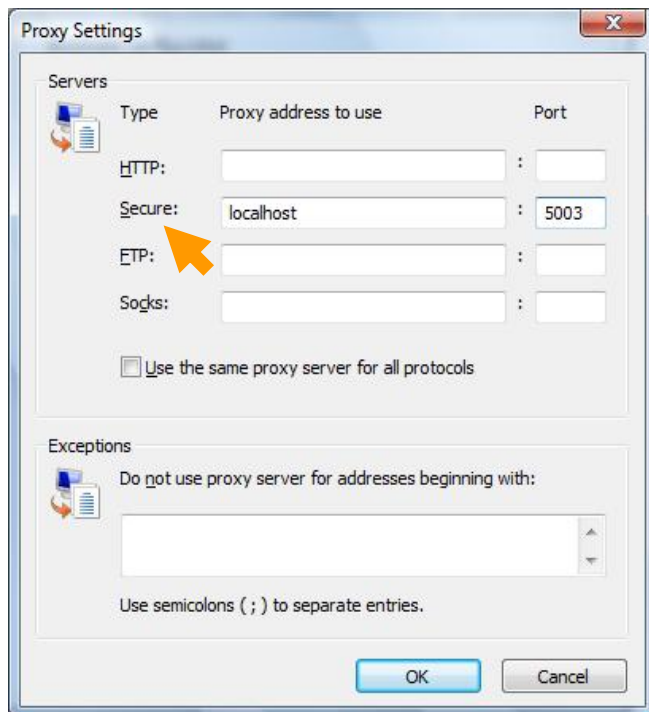 Proxy Settings
Servers
Type Proxy address to use Port
HTTP: :
Secure: localhost : 5003
FTP: :
Socks: :
Use the same proxy server for all protocols
Exceptions
Do not use proxy server for addresses beginning with:
Use semicolons ( ; ) to separate entries.
OK Cancel